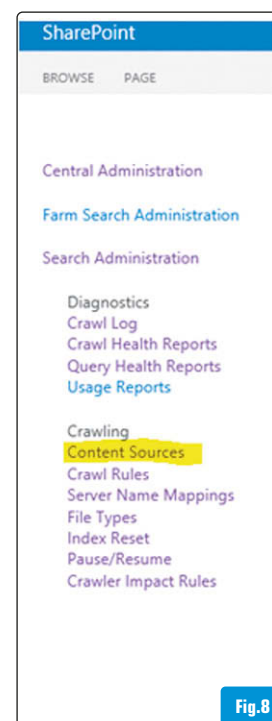 SharePoint
BROWSE PAGE
Central Administration
Farm Search Administration
Search Administration
Diagnostics
Crawl Log
Crawl Health Reports
Query Health Reports
Usage Reports
Crawling
Content Sources
Crawl Rules
Server Name Mappings
File Types
Index Reset
Pause/Resume
Crawler Impact Rules
Fig.8